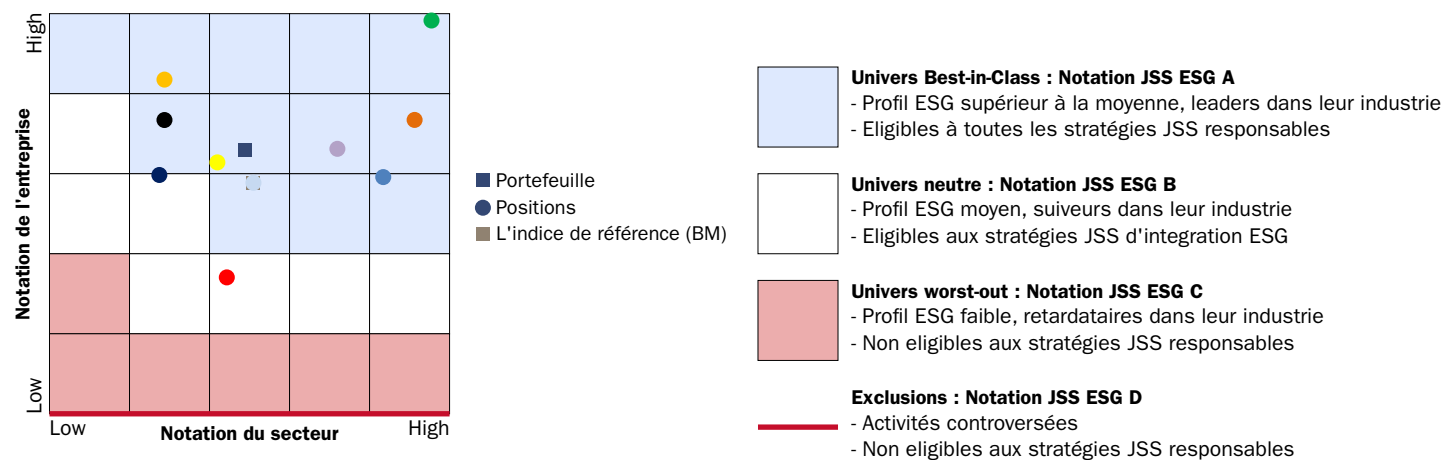 High
Notation de l'entreprise
Low
Low
Notation du secteur
High
Portefeuille
Positions
L'indice de référence (BM)
Univers Best-in-Class : Notation JSS ESG A
- Profil ESG supérieur à la moyenne, leaders dans leur industrie
- Eligibles à toutes les stratégies JSS responsables
Univers neutre : Notation JSS ESG B
- Profil ESG moyen, suiveurs dans leur industrie
- Eligibles aux stratégies JSS d'integration ESG
Univers worst-out : Notation JSS ESG C
- Profil ESG faible, retardataires dans leur industrie
- Non eligibles aux stratégies JSS responsables
Exclusions : Notation JSS ESG D
- Activités controversées
- Non eligibles aux stratégies JSS responsables